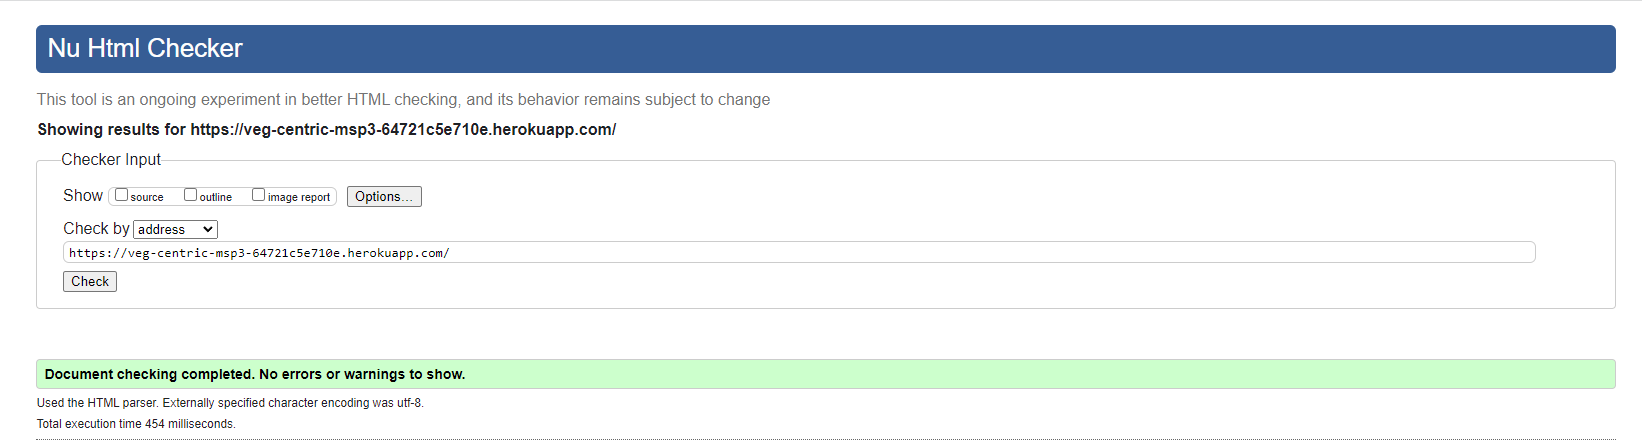 Nu Html Checker
This tool is an ongoing experiment in better HTML checking, and its behavior remains subject to change
Showing results for https://veg-centric-msp3-64721c5e710e.herokuapp.com/
Checker Input
Show source outline image report Options...
Check by address
https://veg-centric-msp3-64721c5e710e.herokuapp.com/
Check
Document checking completed. No errors or warnings to show.
Used the HTML parser. Externally specified character encoding was utf-8.
Total execution time 454 milliseconds.